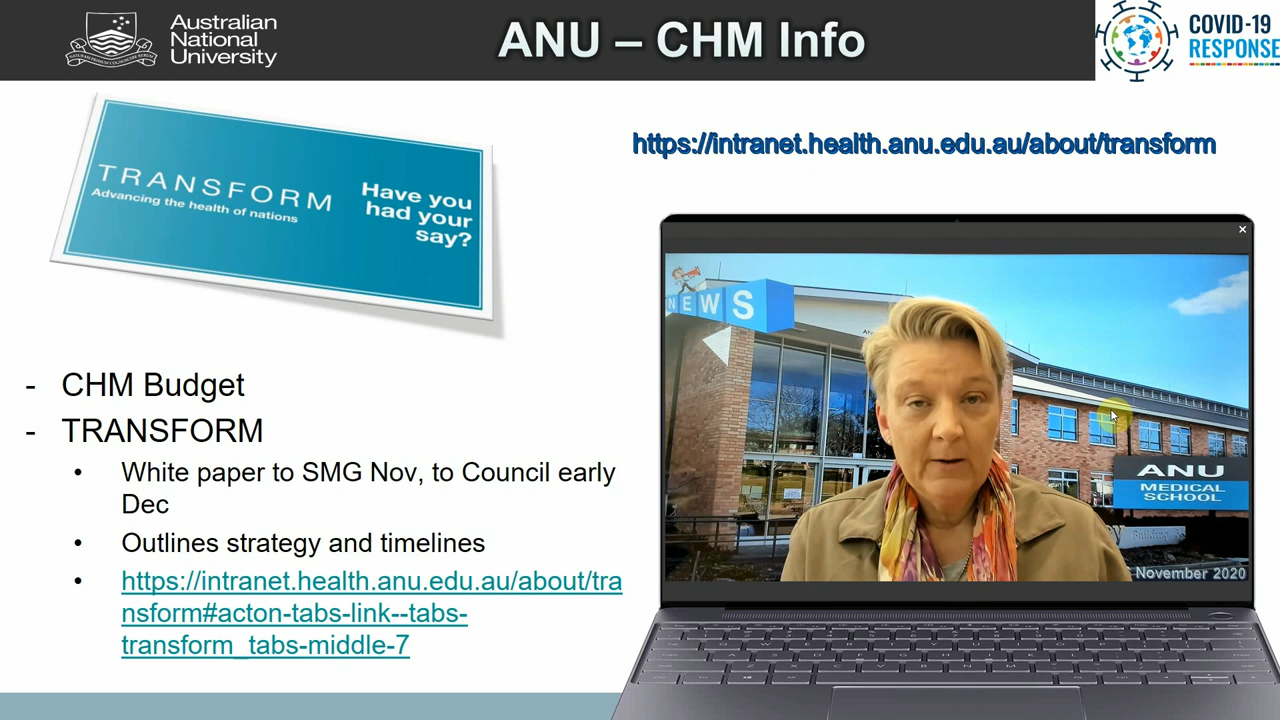 Australian
National
University
ANU – CHM Info
COVID-19
RESPONSE
https://intranet.health.anu.edu.au/about/transform
TRANSFORM
Advancing the health of nations
Have you
had your
say?
- CHM Budget
- TRANSFORM
• White paper to SMG Nov, to Council early
Dec
• Outlines strategy and timelines
• https://intranet.health.anu.edu.au/about/tra
nsform#acton-tabs-link--tabs-
transform_tabs-middle-7
NEWS
ANU
MEDICAL
SCHOOL
November 2020